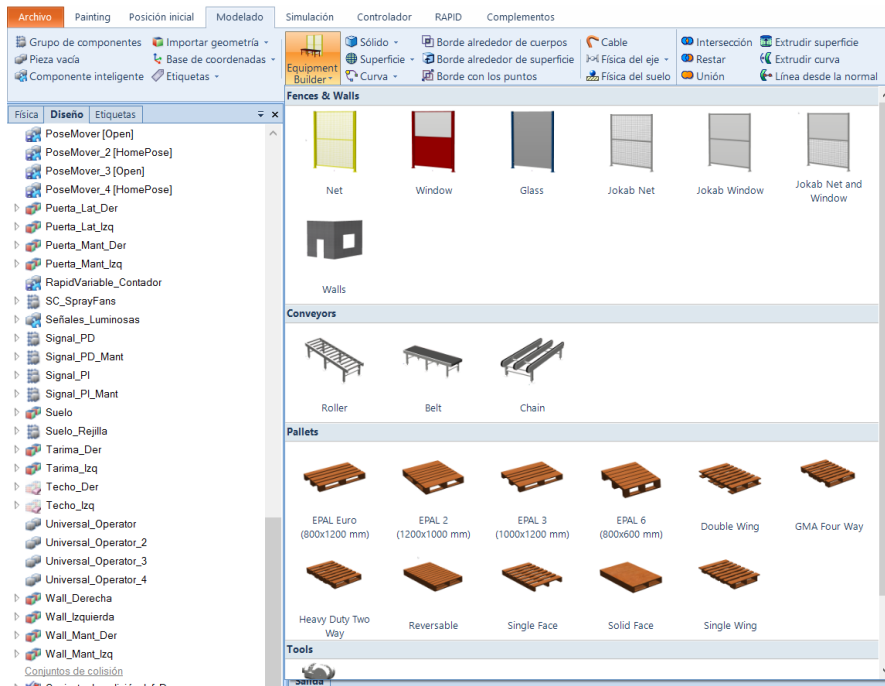 Archivo Painting Posición inicial Modelado Simulación Controlador RAPID Complementos
Grupo de componentes Importar geometría
Pieza vacía Base de coordenadas
Componente inteligente Etiquetas
Equipment
Builder
Sólido Borde alrededor de cuerpos
Superficie Borde alrededor de superficie
Curva Borde con los puntos
Cable
Física del eje
Física del suelo
Intersección Extrudir superficie
Restar Extrudir curva
Unión Línea desde la normal
Física Diseño Etiquetas
PoseMover [Open]
PoseMover_2 [HomePose]
PoseMover_3 [Open]
PoseMover_4 [HomePose]
Puerta_Lat_Der
Puerta_Lat_Izq
Puerta_Mant_Der
Puerta_Mant_Izq
RapidVariable_Contador
SC_SprayFans
Señales_Luminosas
Signal_PD
Signal_PD_Mant
Signal_PI
Signal_PI_Mant
Suelo
Suelo_Rejilla
Tarima_Der
Tarima_Izq
Techo_Der
Techo_Izq
Universal_Operator
Universal_Operator_2
Universal_Operator_3
Universal_Operator_4
Wall_Derecha
Wall_Izquierda
Wall_Mant_Der
Wall_Mant_Izq
Conjuntos de colisión
Fences & Walls
Net Window Glass Jokab Net Jokab Window Jokab Net and
Window
Walls
Conveyors
Roller Belt Chain
Pallets
EPAL Euro
(800x1200 mm)
EPAL 2
(1200x1000 mm)
EPAL 3
(1000x1200 mm)
EPAL 6
(800x600 mm)
Double Wing
GMA Four Way
Heavy Duty Two
Way
Reversable Single Face Solid Face Single Wing
Tools
Salida